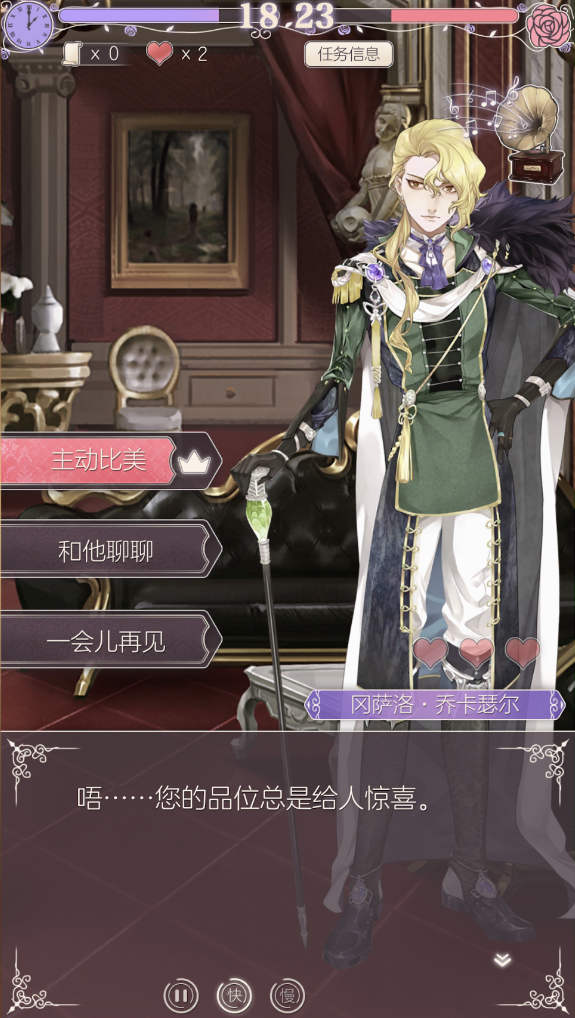 18.23
x 0
x 2
任务信息
主动比美
和他聊聊
一会儿再见
冈萨洛·乔卡瑟尔
唔……您的品位总是给人惊喜。
快
慢